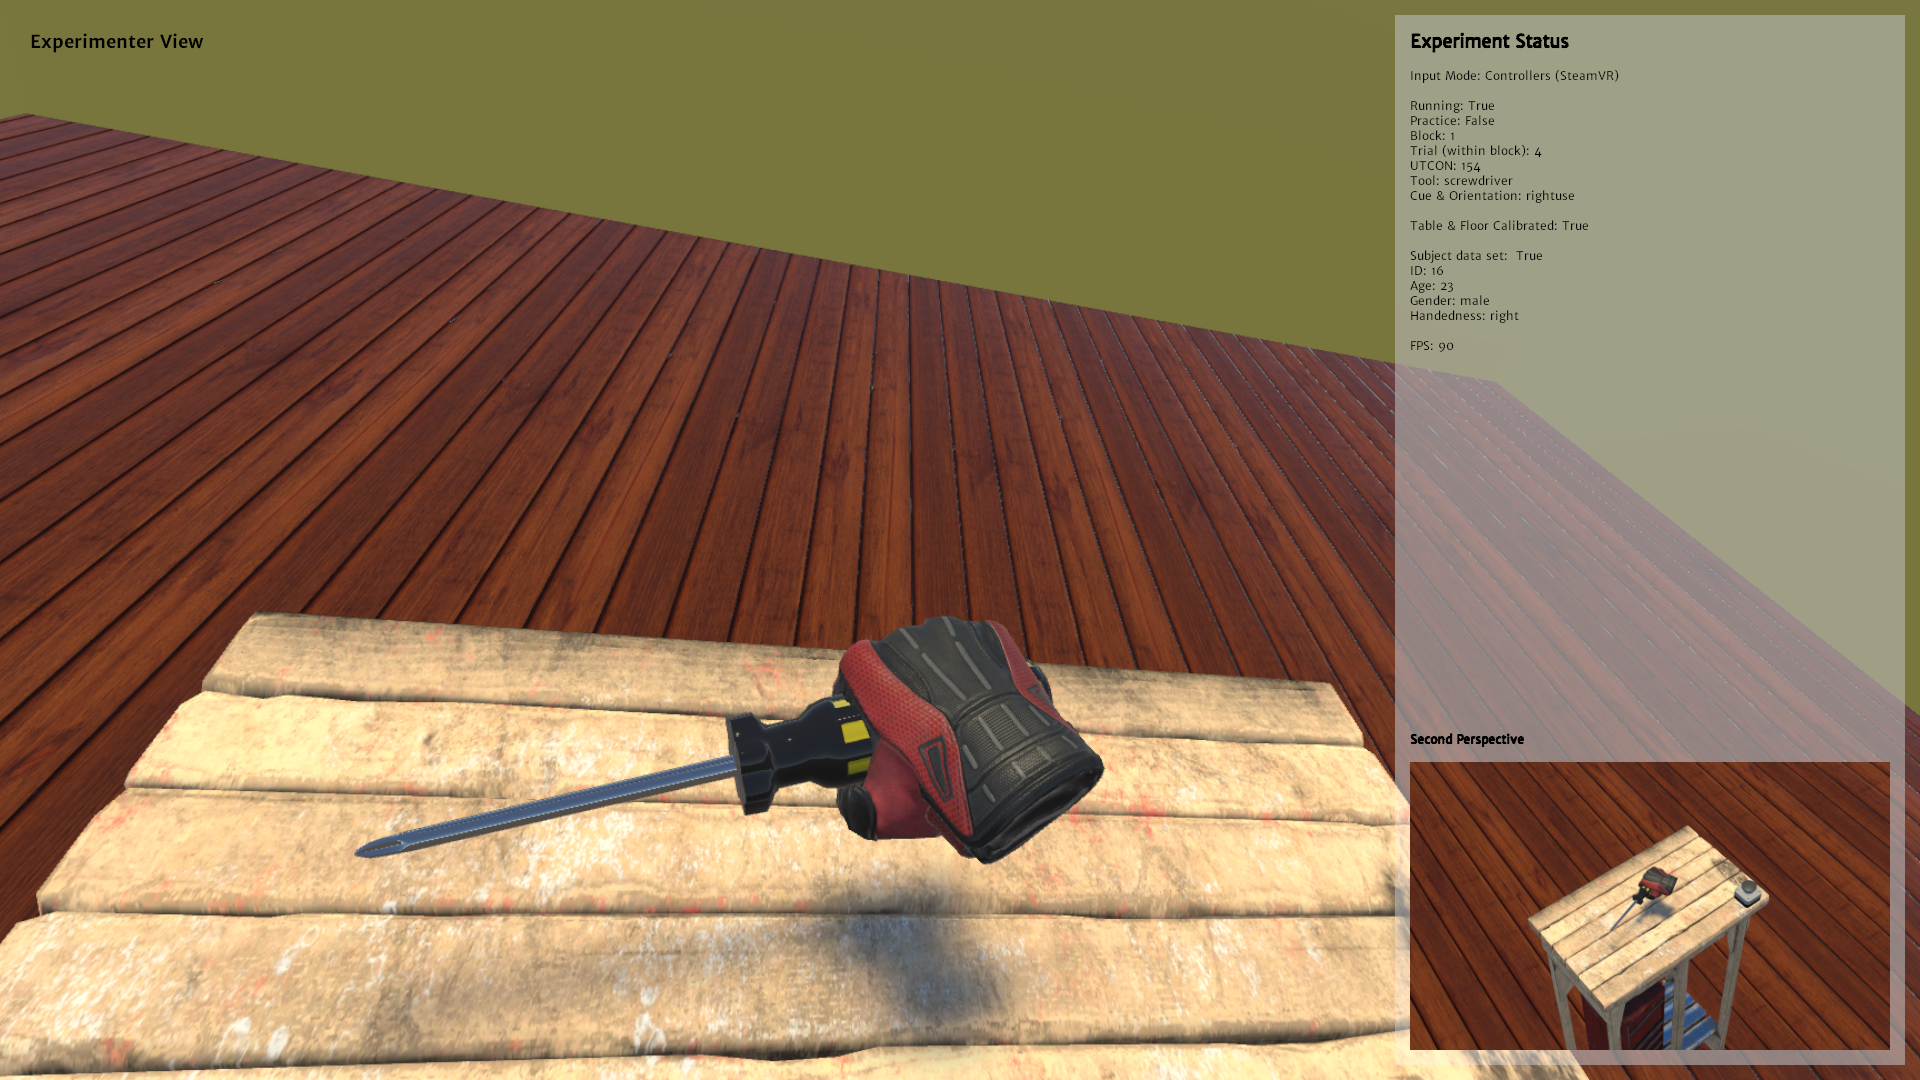 Experimenter View
Experiment Status
Input Mode: Controllers (SteamVR)
Running: True
Practice: False
Block: 1
Trial (within block): 4
UTCON: 154
Tool: screwdriver
Cue & Orientation: rightuse
Table & Floor Calibrated: True
Subject data set:  True
ID: 16
Age: 23
Gender: male
Handedness: right
FPS: 90
Second Perspective